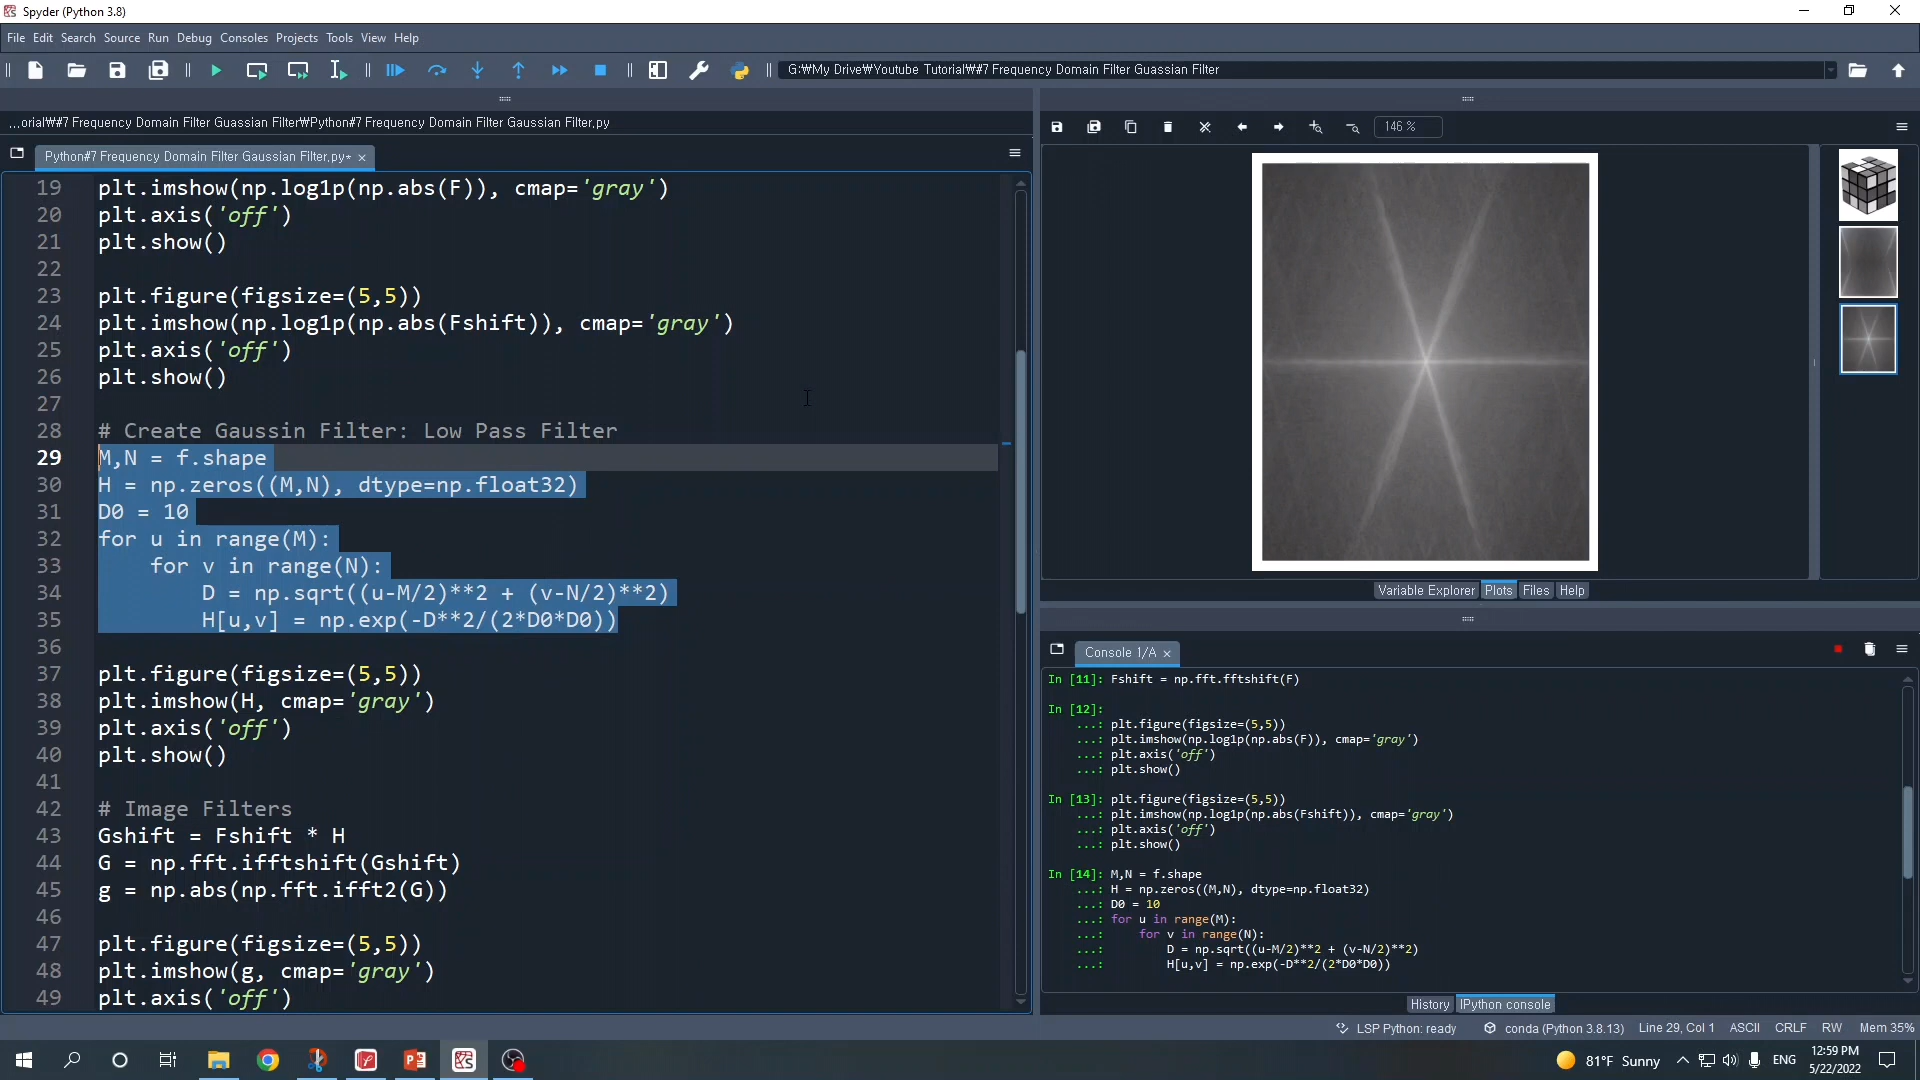 Spyder (Python 3.8)
File Edit Search Source Run Debug Consoles Projects Tools View Help
G:₩My Drive₩Youtube Tutorial₩#7 Frequency Domain Filter Guassian Filter
...orial₩#7 Frequency Domain Filter Guassian Filter₩Python#7 Frequency Domain Filter Gaussian Filter.py
Python#7 Frequency Domain Filter Gaussian Filter.py*
19 plt.imshow(np.log1p(np.abs(F)), cmap='gray')
20 plt.axis('off')
21 plt.show()
22
23 plt.figure(figsize=(5,5))
24 plt.imshow(np.log1p(np.abs(Fshift)), cmap='gray')
25 plt.axis('off')
26 plt.show()
27
28 # Create Gaussin Filter: Low Pass Filter
29 M,N = f.shape
30 H = np.zeros((M,N), dtype=np.float32)
31 D0 = 10
32 for u in range(M):
33 for v in range(N):
34 D = np.sqrt((u-M/2)**2 + (v-N/2)**2)
35 H[u,v] = np.exp(-D**2/(2*D0*D0))
36
37 plt.figure(figsize=(5,5))
38 plt.imshow(H, cmap='gray')
39 plt.axis('off')
40 plt.show()
41
42 # Image Filters
43 Gshift = Fshift * H
44 G = np.fft.ifftshift(Gshift)
45 g = np.abs(np.fft.ifft2(G))
46
47 plt.figure(figsize=(5,5))
48 plt.imshow(g, cmap='gray')
49 plt.axis('off')
146 %
Variable Explorer Plots Files Help
Console 1/A
In [11]: Fshift = np.fft.fftshift(F)
In [12]:
...: plt.figure(figsize=(5,5))
...: plt.imshow(np.log1p(np.abs(F)), cmap='gray')
...: plt.axis('off')
...: plt.show()
In [13]: plt.figure(figsize=(5,5))
...: plt.imshow(np.log1p(np.abs(Fshift)), cmap='gray')
...: plt.axis('off')
...: plt.show()
In [14]: M,N = f.shape
...: H = np.zeros((M,N), dtype=np.float32)
...: D0 = 10
...: for u in range(M):
...: for v in range(N):
...: D = np.sqrt((u-M/2)**2 + (v-N/2)**2)
...: H[u,v] = np.exp(-D**2/(2*D0*D0))
History IPython console
LSP Python: ready conda (Python 3.8.13) Line 29, Col 1 ASCII CRLF RW Mem 35%
81°F Sunny ENG 12:59 PM
5/22/2022